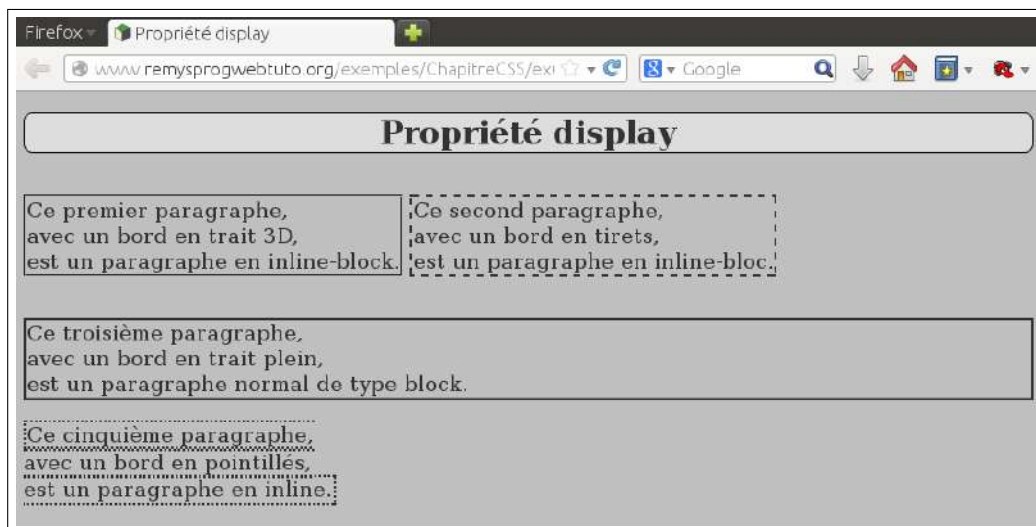 Firefox
Propriété display
www.remysprogwebtuto.org/exemples/ChapitreCSS/ex
Google
Propriété display
Ce premier paragraphe,
avec un bord en trait 3D,
est un paragraphe en inline-block.
Ce second paragraphe,
avec un bord en tirets,
est un paragraphe en inline-bloc.
Ce troisième paragraphe,
avec un bord en trait plein,
est un paragraphe normal de type block.
Ce cinquième paragraphe,
avec un bord en pointillés,
est un paragraphe en inline.